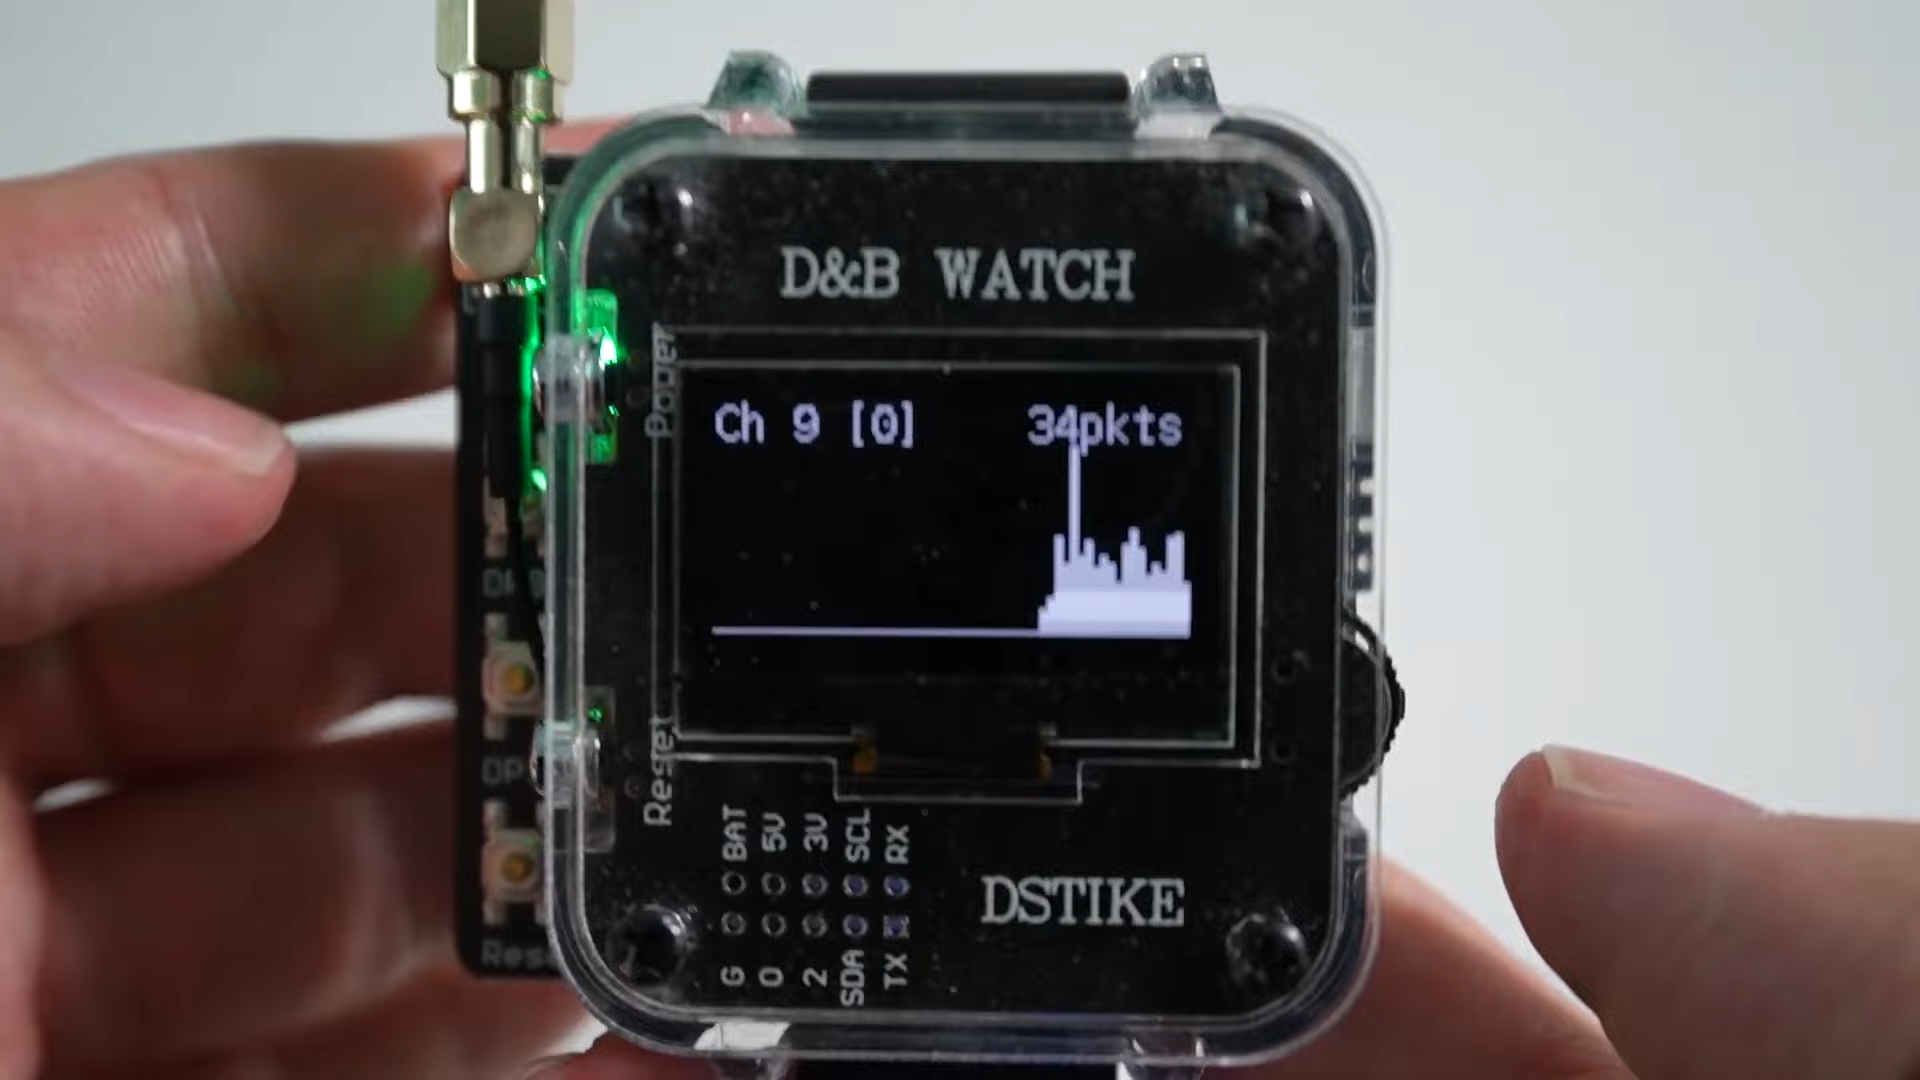 D&B WATCH
Power
Ch 9 [0] 34pkts
Reset
BAT 5V 3V SCL RX
G 0 2 SDA TX
DSTIKE